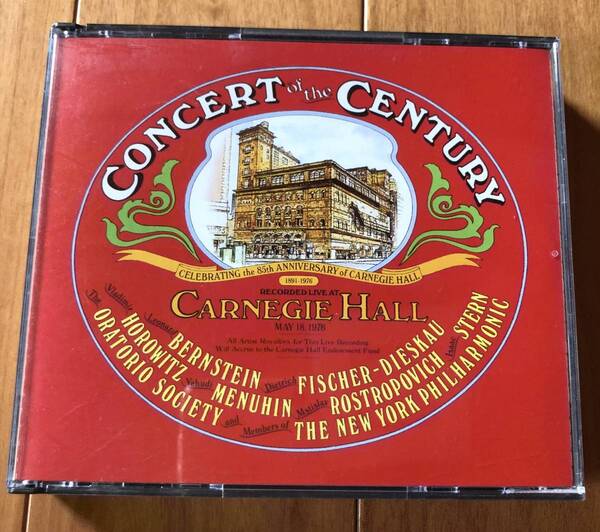 CONCERT of the CENTURY
CELEBRATING the 85th ANNIVERSARY of CARNEGIE HALL
1891-1976
RECORDED LIVE AT
CARNEGIE HALL
MAY 18, 1976
All Artist Royalties for This Live Recording
Will Accrue to the Carnegie Hall Endowment Fund
Leonard BERNSTEIN Dietrich FISCHER-DIESKAU
Vladimir HOROWITZ Yehudi MENUHIN Mstislav ROSTROPOVICH Isaac STERN
The ORATORIO SOCIETY and Members of THE NEW YORK PHILHARMONIC